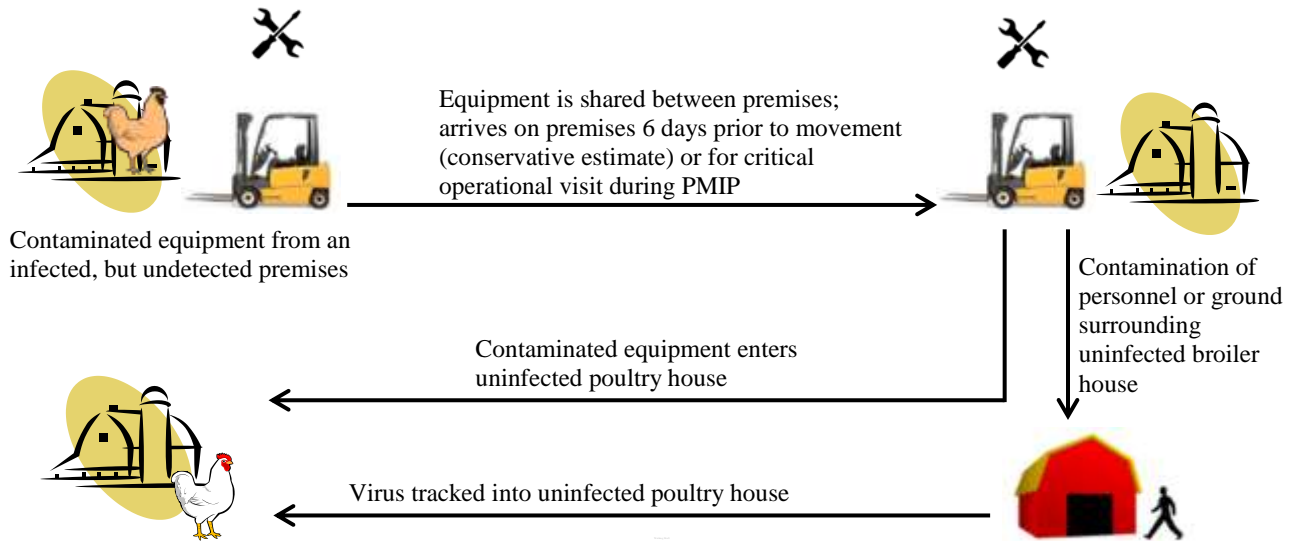 Equipment is shared between premises;
arrives on premises 6 days prior to movement
(conservative estimate) or for critical
operational visit during PMIP
Contaminated equipment from an
infected, but undetected premises
Contamination of
personnel or ground
surrounding
uninfected broiler
house
Contaminated equipment enters
uninfected poultry house
Virus tracked into uninfected poultry house